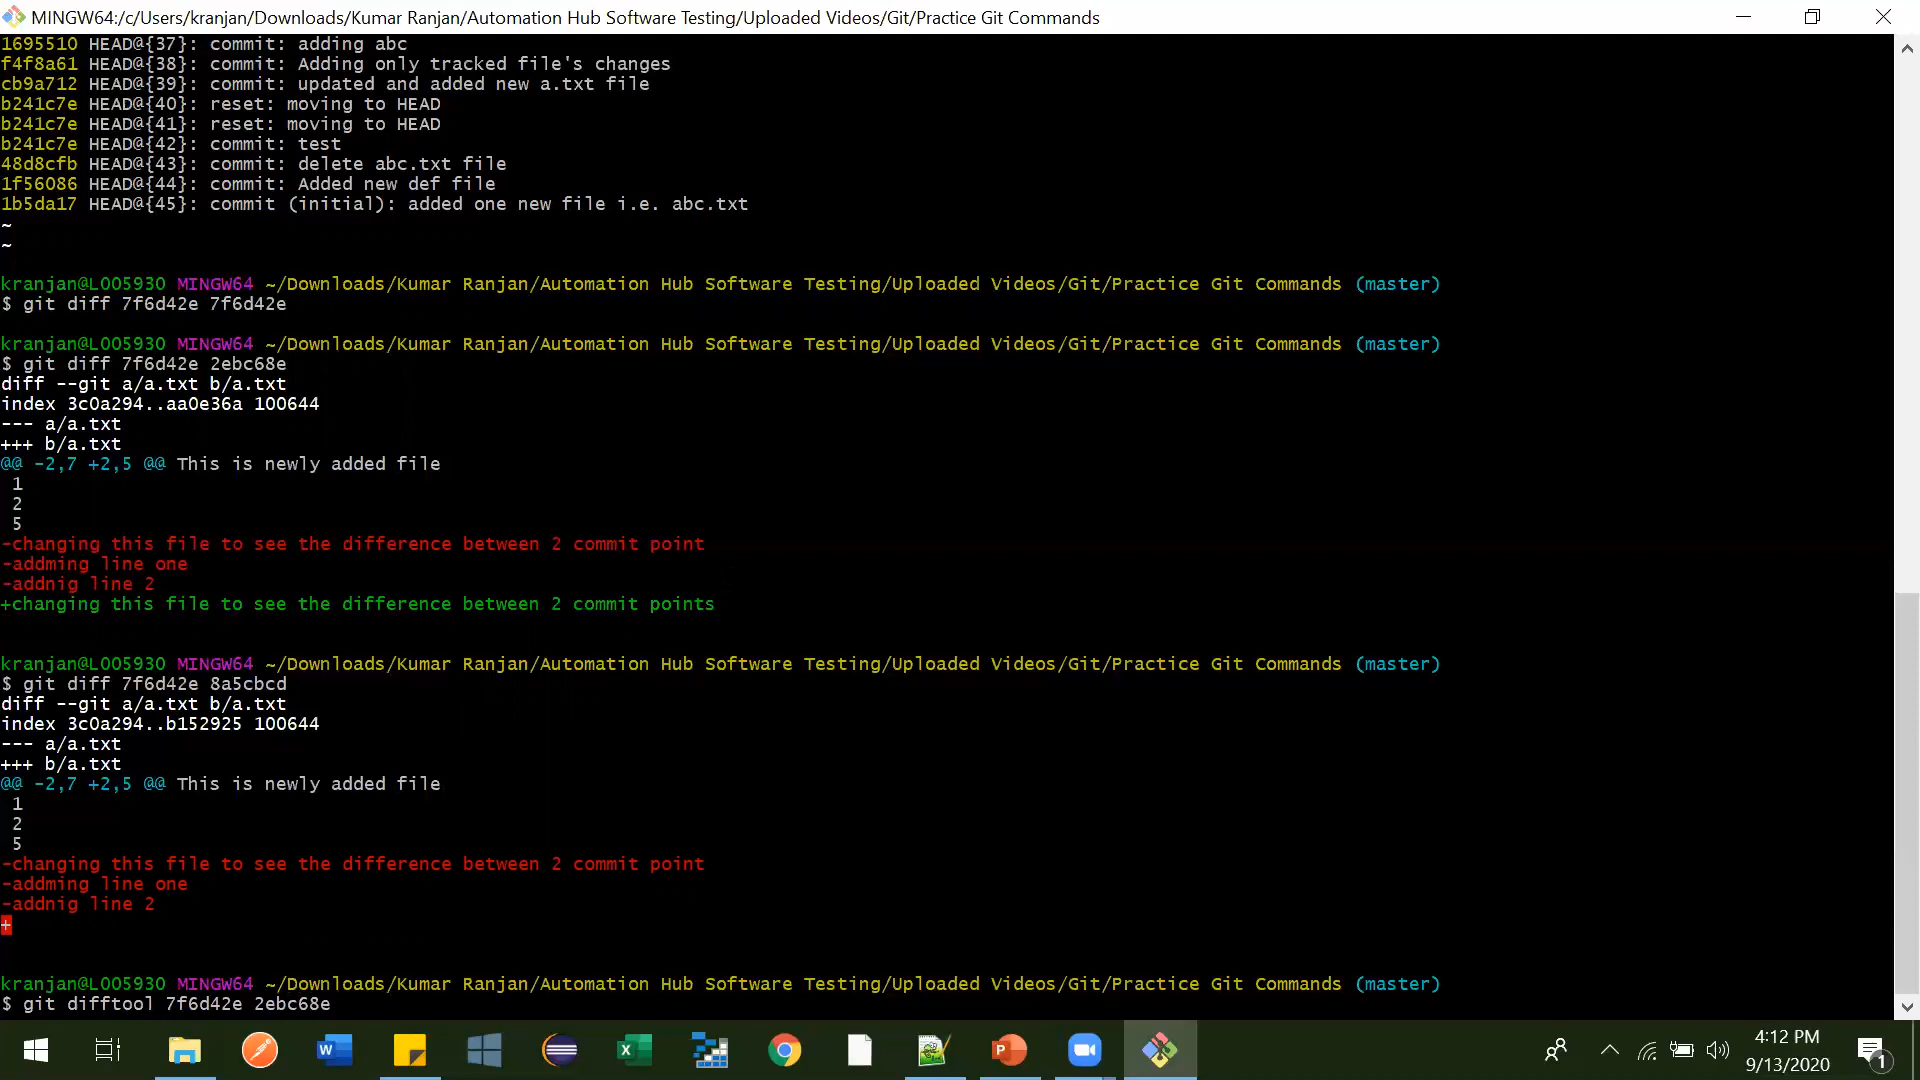 MINGW64:/c/Users/kranjan/Downloads/Kumar Ranjan/Automation Hub Software Testing/Uploaded Videos/Git/Practice Git Commands
1695510 HEAD@{37}: commit: adding abc
f4f8a61 HEAD@{38}: commit: Adding only tracked file's changes
cb9a712 HEAD@{39}: commit: updated and added new a.txt file
b241c7e HEAD@{40}: reset: moving to HEAD
b241c7e HEAD@{41}: reset: moving to HEAD
b241c7e HEAD@{42}: commit: test
48d8cfb HEAD@{43}: commit: delete abc.txt file
1f56086 HEAD@{44}: commit: Added new def file
1b5da17 HEAD@{45}: commit (initial): added one new file i.e. abc.txt
~
~
kranjan@LOO5930 MINGW64 ~/Downloads/Kumar Ranjan/Automation Hub Software Testing/Uploaded Videos/Git/Practice Git Commands (master)
$ git diff 7f6d42e 7f6d42e
kranjan@LOO5930 MINGW64 ~/Downloads/Kumar Ranjan/Automation Hub Software Testing/Uploaded Videos/Git/Practice Git Commands (master)
$ git diff 7f6d42e 2ebc68e
diff --git a/a.txt b/a.txt
index 3c0a294..aa0e36a 100644
--- a/a.txt
+++ b/a.txt
@@ -2,7 +2,5 @@ This is newly added file
1
2
5
-changing this file to see the difference between 2 commit point
-addming line one
-addnig line 2
+changing this file to see the difference between 2 commit points
kranjan@LOO5930 MINGW64 ~/Downloads/Kumar Ranjan/Automation Hub Software Testing/Uploaded Videos/Git/Practice Git Commands (master)
$ git diff 7f6d42e 8a5cbcd
diff --git a/a.txt b/a.txt
index 3c0a294..b152925 100644
--- a/a.txt
+++ b/a.txt
@@ -2,7 +2,5 @@ This is newly added file
1
2
5
-changing this file to see the difference between 2 commit point
-addming line one
-addnig line 2
+
kranjan@LOO5930 MINGW64 ~/Downloads/Kumar Ranjan/Automation Hub Software Testing/Uploaded Videos/Git/Practice Git Commands (master)
$ git difftool 7f6d42e 2ebc68e
4:12 PM
9/13/2020
1